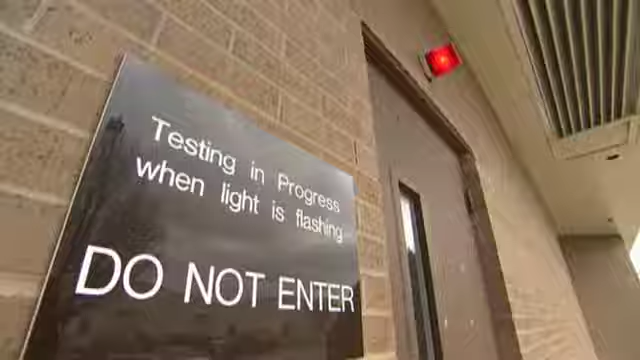 Testing in Progress
when light is flashing
DO NOT ENTER